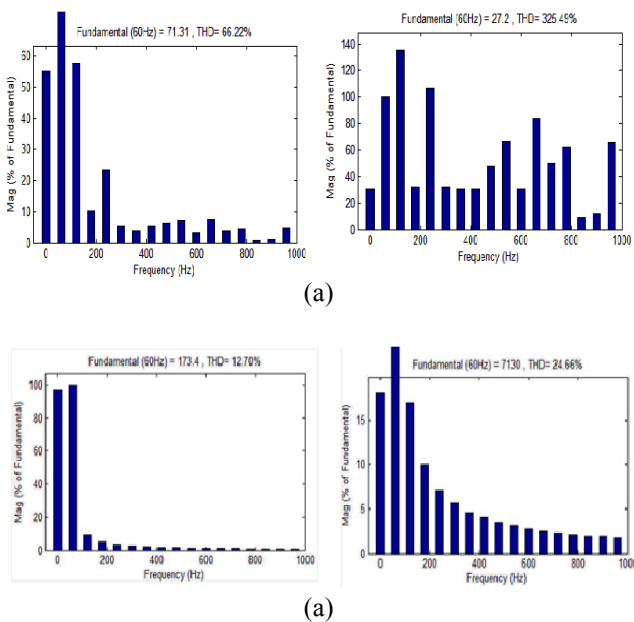 Fundamental (60Hz) = 71.31 , THD= 66.22%
60
50
40
30
20
10
0
0 200 400 600 800 1000
Frequency (Hz)
Mag (% of Fundamental)
Fundamental (60Hz) = 27.2 , THD= 325.49%
140
120
100
80
60
40
20
0
0 200 400 600 800 1000
Frequency (Hz)
Mag (% of Fundamental)
(a)
Fundamental (60Hz) = 173.4 , THD= 12.70%
100
80
60
40
20
0
0 200 400 600 800 1000
Frequency (Hz)
Mag (% of Fundamental)
Fundamental (60Hz) = 7130 , THD= 24.66%
15
10
5
0
0 200 400 600 800 1000
Frequency (Hz)
Mag (% of Fundamental)
(a)